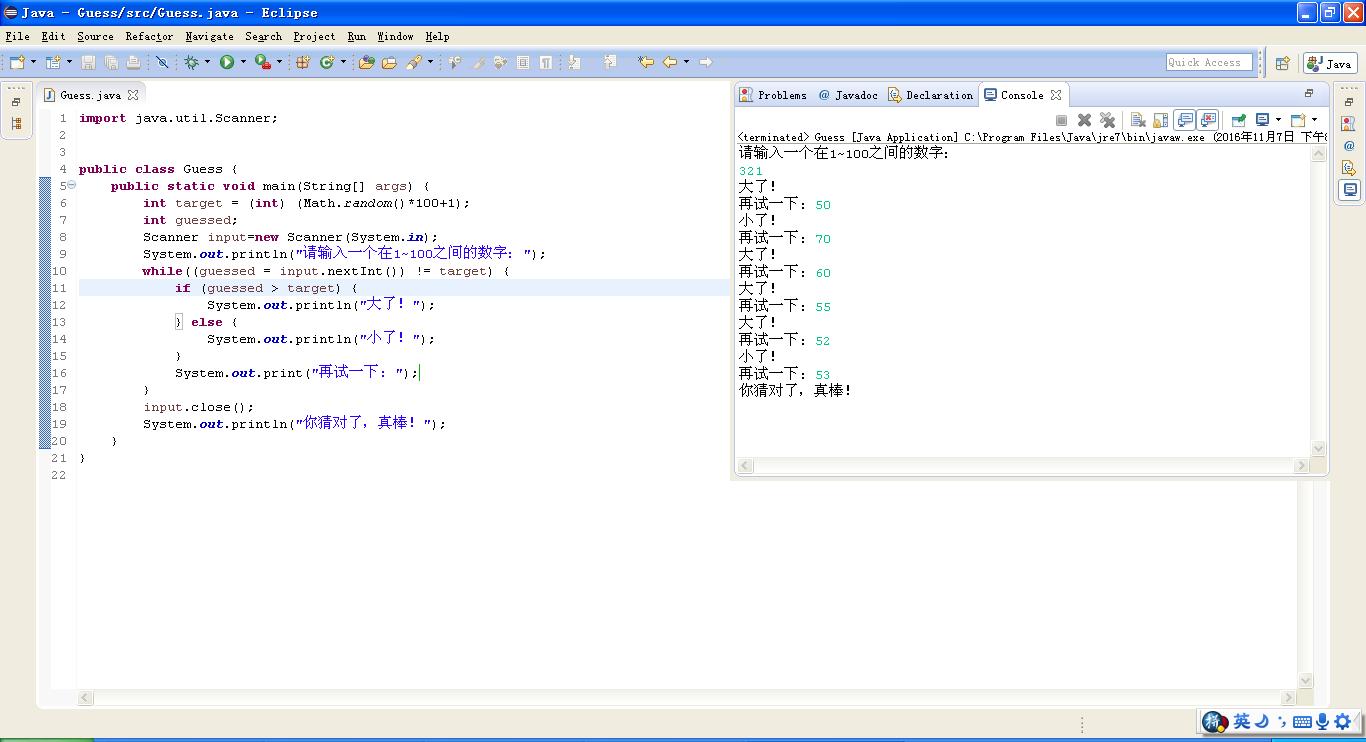 Java - Guess/src/Guess.java - Eclipse
File Edit Source Refactor Navigate Search Project Run Window Help
Quick Access
Java
Guess.java
1 import java.util.Scanner;
2
3
4 public class Guess {
5 public static void main(String[] args) {
6 int target = (int) (Math.random()*100+1);
7 int guessed;
8 Scanner input=new Scanner(System.in);
9 System.out.println("请输入一个在1~100之间的数字：");
10 while((guessed = input.nextInt()) != target) {
11 if (guessed > target) {
12 System.out.println("大了！");
13 } else {
14 System.out.println("小了！");
15 }
16 System.out.print("再试一下：");
17 }
18 input.close();
19 System.out.println("你猜对了，真棒！");
20 }
21 }
22
Problems @ Javadoc Declaration Console
<terminated> Guess [Java Application] C:\Program Files\Java\jre7\bin\javaw.exe (2016年11月7日 下午
请输入一个在1~100之间的数字：
321
大了！
再试一下：50
小了！
再试一下：70
大了！
再试一下：60
大了！
再试一下：55
大了！
再试一下：52
小了！
再试一下：53
你猜对了，真棒！
英